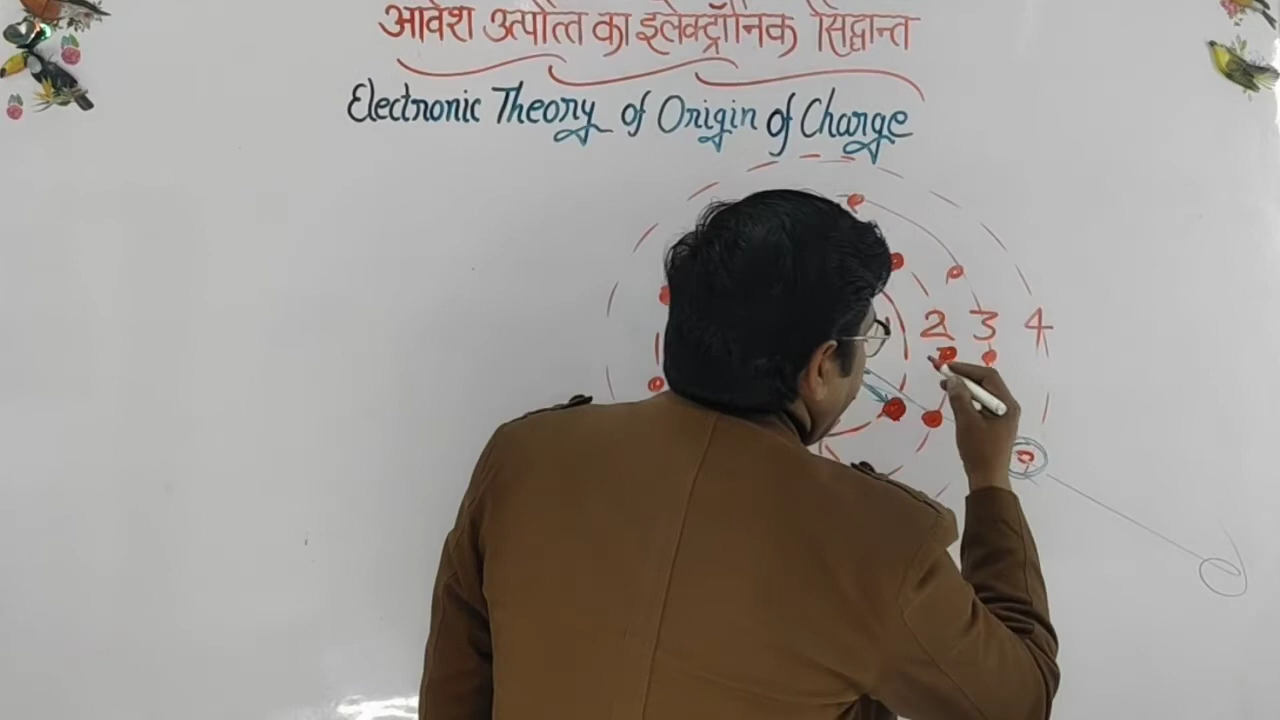 आवेश उत्पत्ति का इलेक्ट्रॉनिक सिद्धान्त
Electronic Theory of Origin of Charge
2 3 4